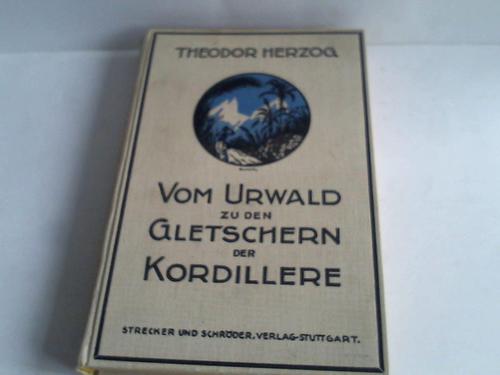 THEODOR HERZOG
VOM URWALD
ZU DEN
GLETSCHERN
DER
KORDILLERE
STRECKER UND SCHRÖDER, VERLAG-STUTTGART.